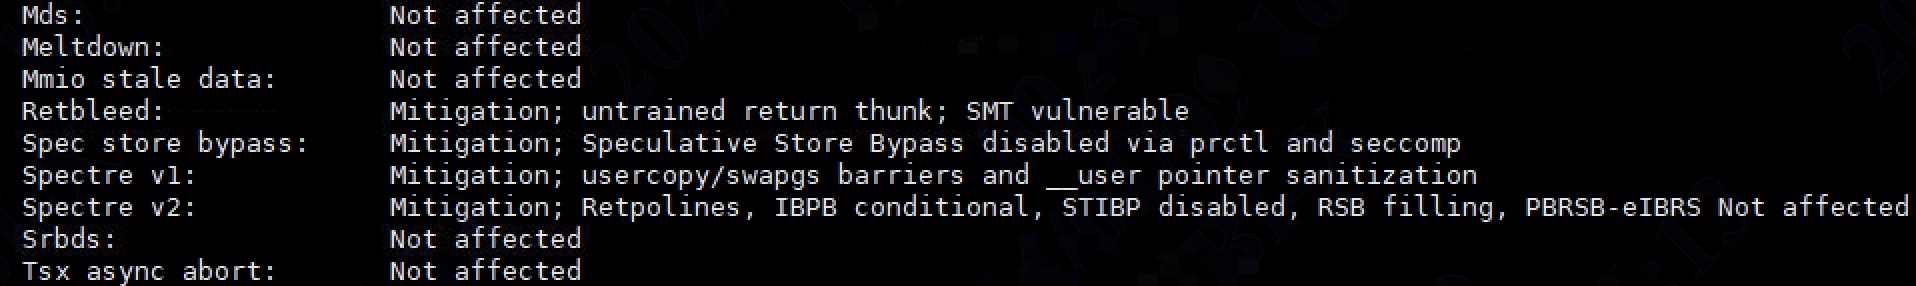 Mds: Not affected
Meltdown: Not affected
Mmio stale data: Not affected
Retbleed: Mitigation; untrained return thunk; SMT vulnerable
Spec store bypass: Mitigation; Speculative Store Bypass disabled via prctl and seccomp
Spectre v1: Mitigation; usercopy/swapgs barriers and __user pointer sanitization
Spectre v2: Mitigation; Retpolines, IBPB conditional, STIBP disabled, RSB filling, PBRSB-eIBRS Not affected
Srbds: Not affected
Tsx async abort: Not affected